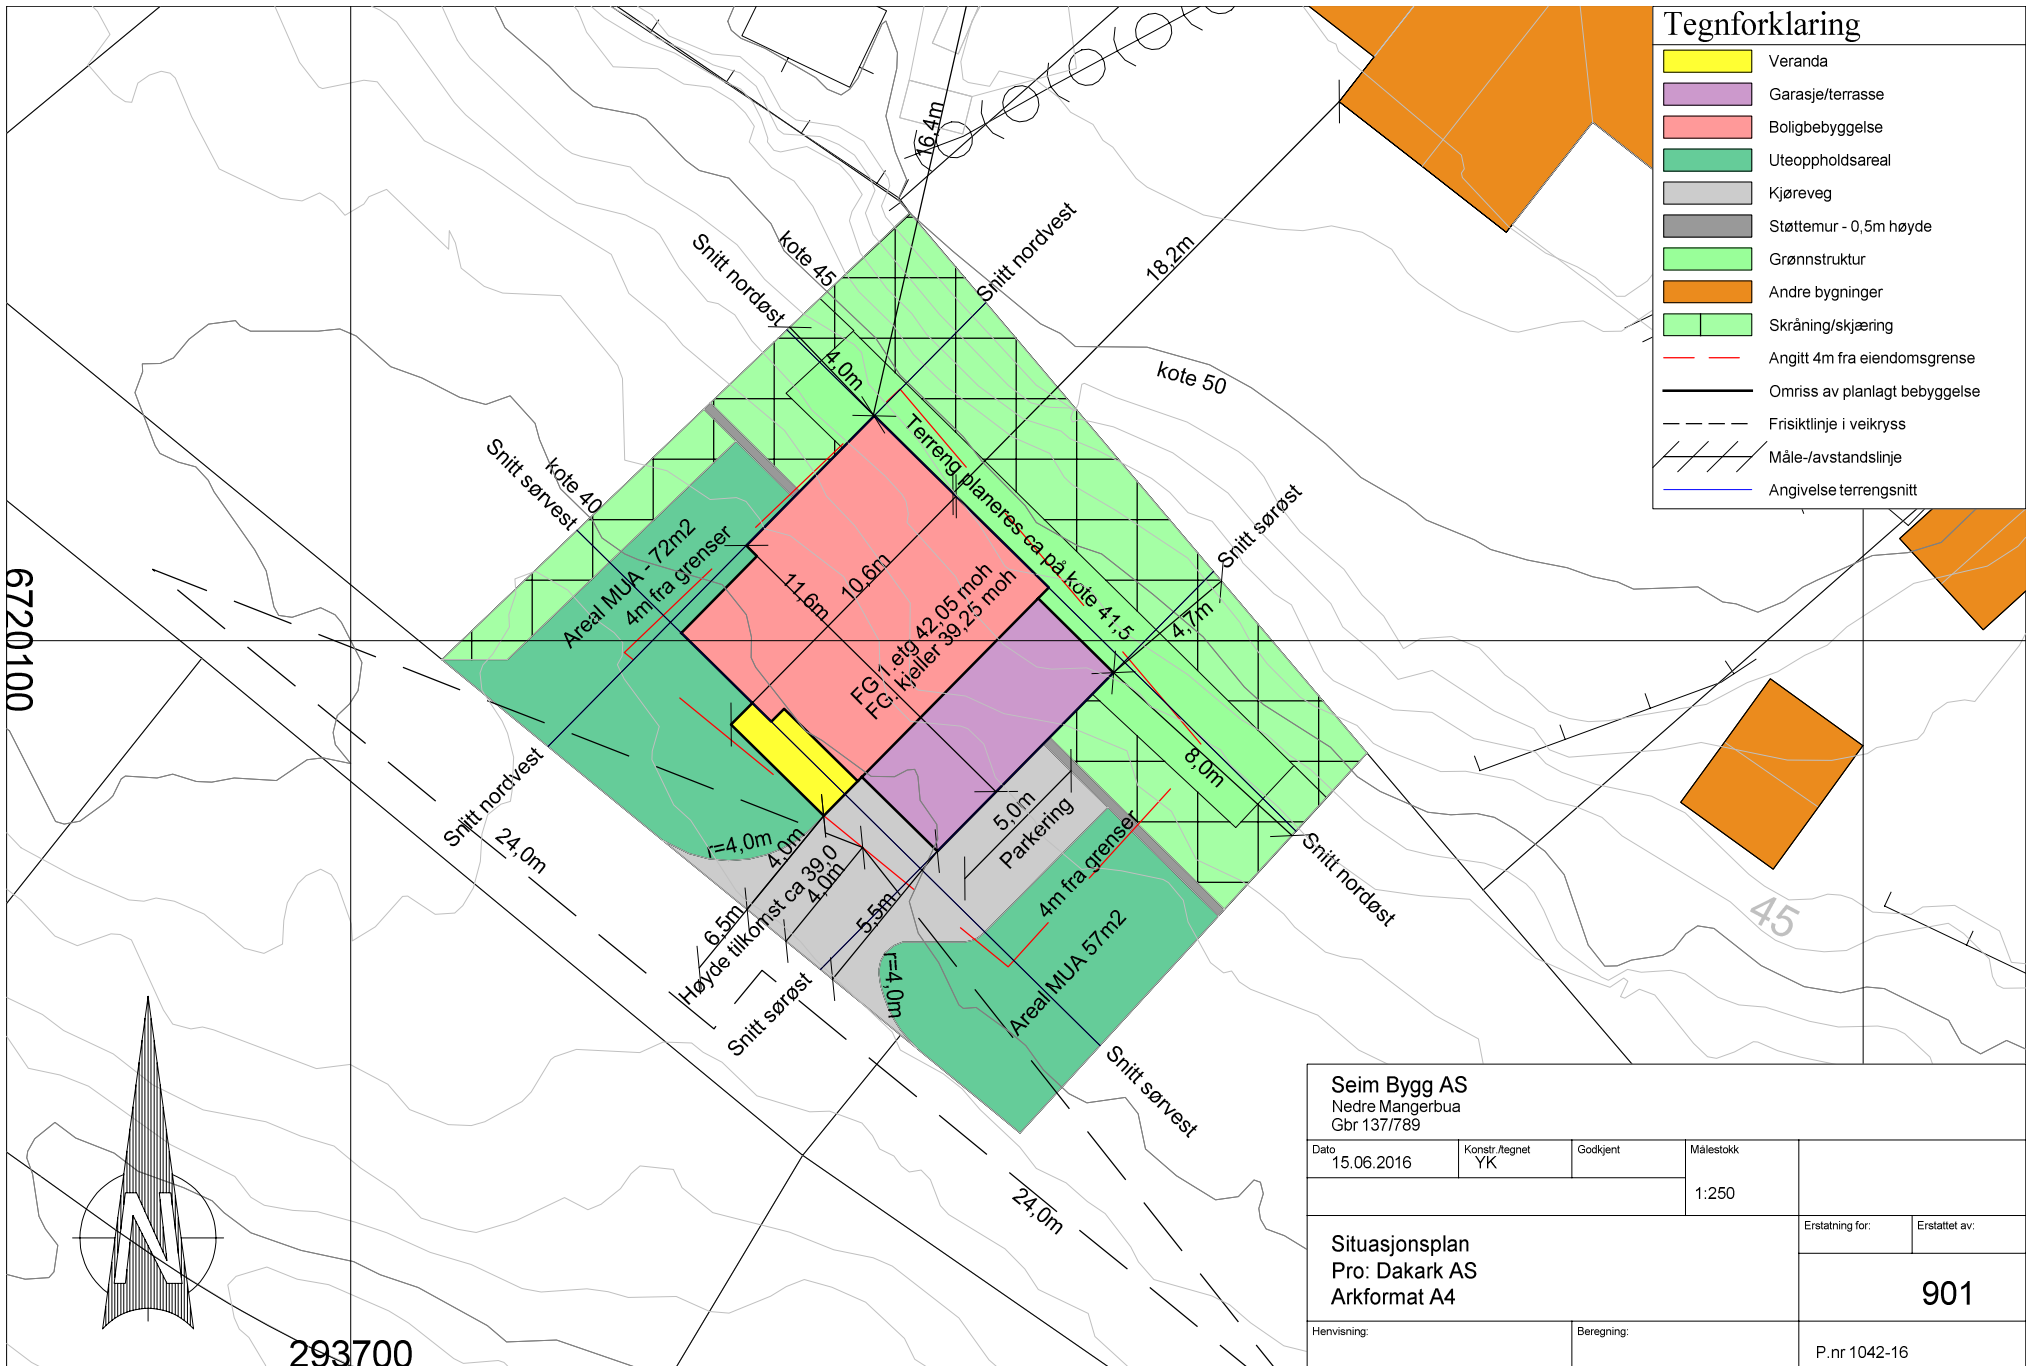 Tegnforklaring
Veranda
Garasje/terrasse
Boligbebyggelse
Uteoppholdsareal
Kjøreveg
Støttemur - 0,5m høyde
Grønnstruktur
Andre bygninger
Skråning/skjæring
Angitt 4m fra eiendomsgrense
Omriss av planlagt bebyggelse
Frisiktlinje i veikryss
Måle-/avstandslinje
Angivelse terrengsnitt
16,4m
18,2m
Snitt nordvest
kote 45
Snitt nordøst
4,0m
kote 50
Terreng planeres ca på kote 41,5
Snitt sørøst
4,7m
kote 40
Snitt sørvest
Areal MUA - 72m2
4m fra grenser
11,6m
10,6m
FG 1.etg 42,05 moh
FG. kjeller 39,25 moh
6720100
Snitt nordvest
24,0m
r=4,0m
4,0m
6,5m
Høyde tilkomst ca 39,0
4,0m
5,5m
5,0m
Parkering
8,0m
4m fra grenser
Snitt nordøst
Areal MUA 57m2
r=4,0m
Snitt sørøst
Snitt sørvest
24,0m
45
N
293700
Seim Bygg AS
Nedre Mangerbua
Gbr 137/789
Dato
15.06.2016
Konstr./tegnet
YK
Godkjent
Målestokk
1:250
Situasjonsplan
Pro: Dakark AS
Arkformat A4
Erstatning for:
Erstattet av:
901
Henvisning:
Beregning:
P.nr 1042-16